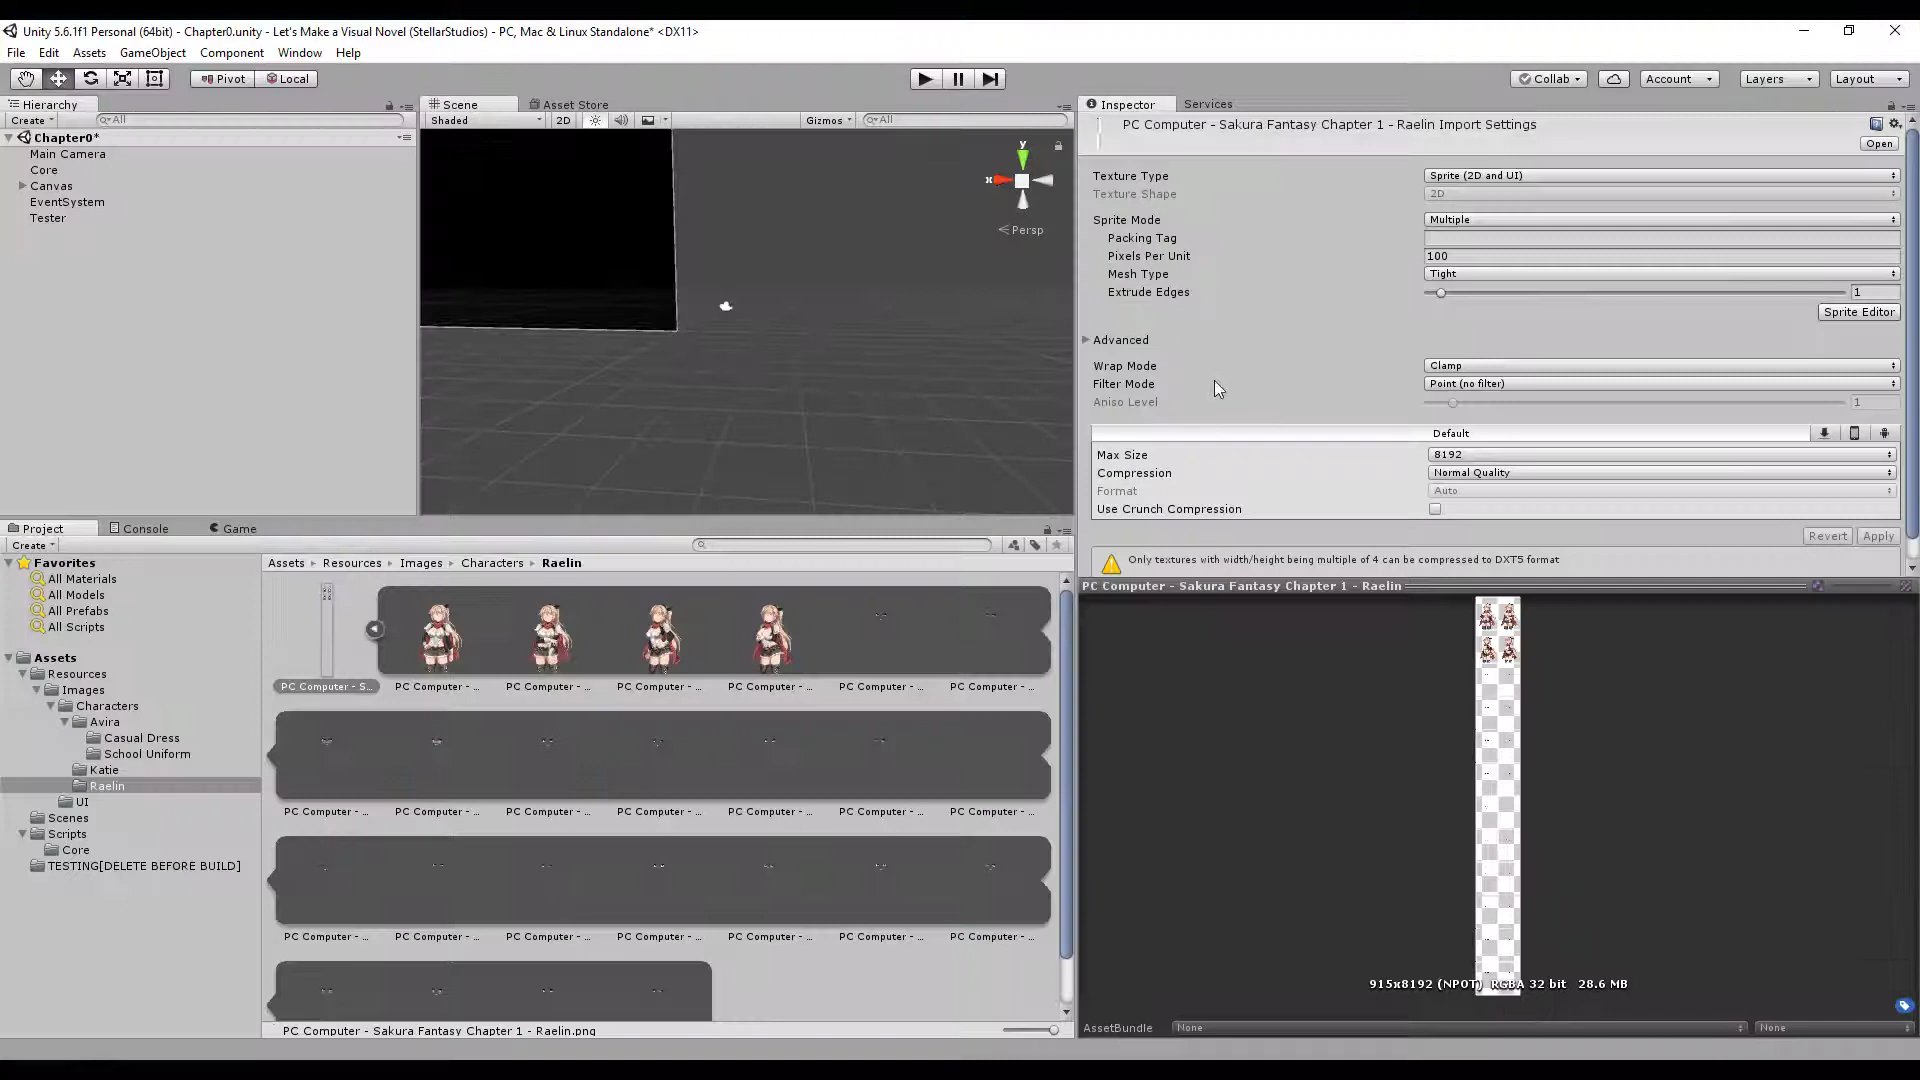 Unity 5.6.1f1 Personal (64bit) - Chapter0.unity - Let's Make a Visual Novel (StellarStudios) - PC, Mac & Linux Standalone* <DX11>
File Edit Assets GameObject Component Window Help
Pivot Local Collab Account Layers Layout
Hierarchy
Create All
Chapter0*
Main Camera
Core
Canvas
EventSystem
Tester
Scene Asset Store
Shaded 2D Gizmos All
y
x
Persp
Inspector Services
PC Computer - Sakura Fantasy Chapter 1 - Raelin Import Settings
Open
Texture Type Sprite (2D and UI)
Texture Shape 2D
Sprite Mode Multiple
Packing Tag
Pixels Per Unit 100
Mesh Type Tight
Extrude Edges 1
Sprite Editor
Advanced
Wrap Mode Clamp
Filter Mode Point (no filter)
Aniso Level 1
Default
Max Size 8192
Compression Normal Quality
Format Auto
Use Crunch Compression
Revert Apply
Only textures with width/height being multiple of 4 can be compressed to DXT5 format
Project Console Game
Create
Favorites
All Materials
All Models
All Prefabs
All Scripts
Assets
Resources
Images
Characters
Avira
Casual Dress
School Uniform
Katie
Raelin
UI
Scenes
Scripts
Core
TESTING[DELETE BEFORE BUILD]
Assets Resources Images Characters Raelin
PC Computer - S... PC Computer - ... PC Computer - ... PC Computer - ... PC Computer - ... PC Computer - ... PC Computer - ...
PC Computer - ... PC Computer - ... PC Computer - ... PC Computer - ... PC Computer - ... PC Computer - ... PC Computer - ...
PC Computer - ... PC Computer - ... PC Computer - ... PC Computer - ... PC Computer - ... PC Computer - ... PC Computer - ...
PC Computer - Sakura Fantasy Chapter 1 - Raelin.png
PC Computer - Sakura Fantasy Chapter 1 - Raelin
915x8192 (NPOT) RGBA 32 bit 28.6 MB
AssetBundle None None